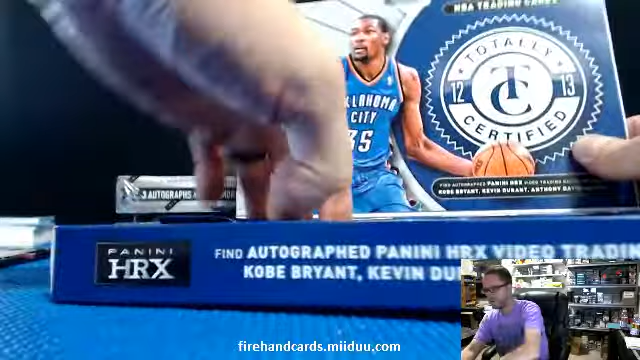 NBA TRADING CARDS
TOTALLY
12 TC 13
CERTIFIED
OKLAHOMA
CITY
35
FIND AUTOGRAPHED PANINI HRX VIDEO TRADING
KOBE BRYANT, KEVIN DURANT, ANTHONY
3 AUTOGRAPHS
PANINI
HRX
FIND AUTOGRAPHED PANINI HRX VIDEO TRADIN
KOBE BRYANT, KEVIN DU
firehandcards.miiduu.com